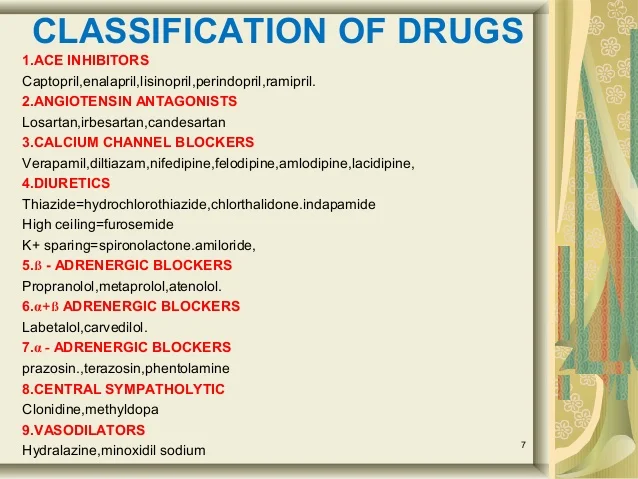 CLASSIFICATION OF DRUGS
1.ACE INHIBITORS
Captopril,enalapril,lisinopril,perindopril,ramipril.
2.ANGIOTENSIN ANTAGONISTS
Losartan,irbesartan,candesartan
3.CALCIUM CHANNEL BLOCKERS
Verapamil,diltiazam,nifedipine,felodipine,amlodipine,lacidipine,
4.DIURETICS
Thiazide=hydrochlorothiazide,chlorthalidone.indapamide
High ceiling=furosemide
K+ sparing=spironolactone.amiloride,
5.ß - ADRENERGIC BLOCKERS
Propranolol,metaprolol,atenolol.
6.α+ß ADRENERGIC BLOCKERS
Labetalol,carvedilol.
7.α - ADRENERGIC BLOCKERS
prazosin.,terazosin,phentolamine
8.CENTRAL SYMPATHOLYTIC
Clonidine,methyldopa
9.VASODILATORS
Hydralazine,minoxidil sodium
7